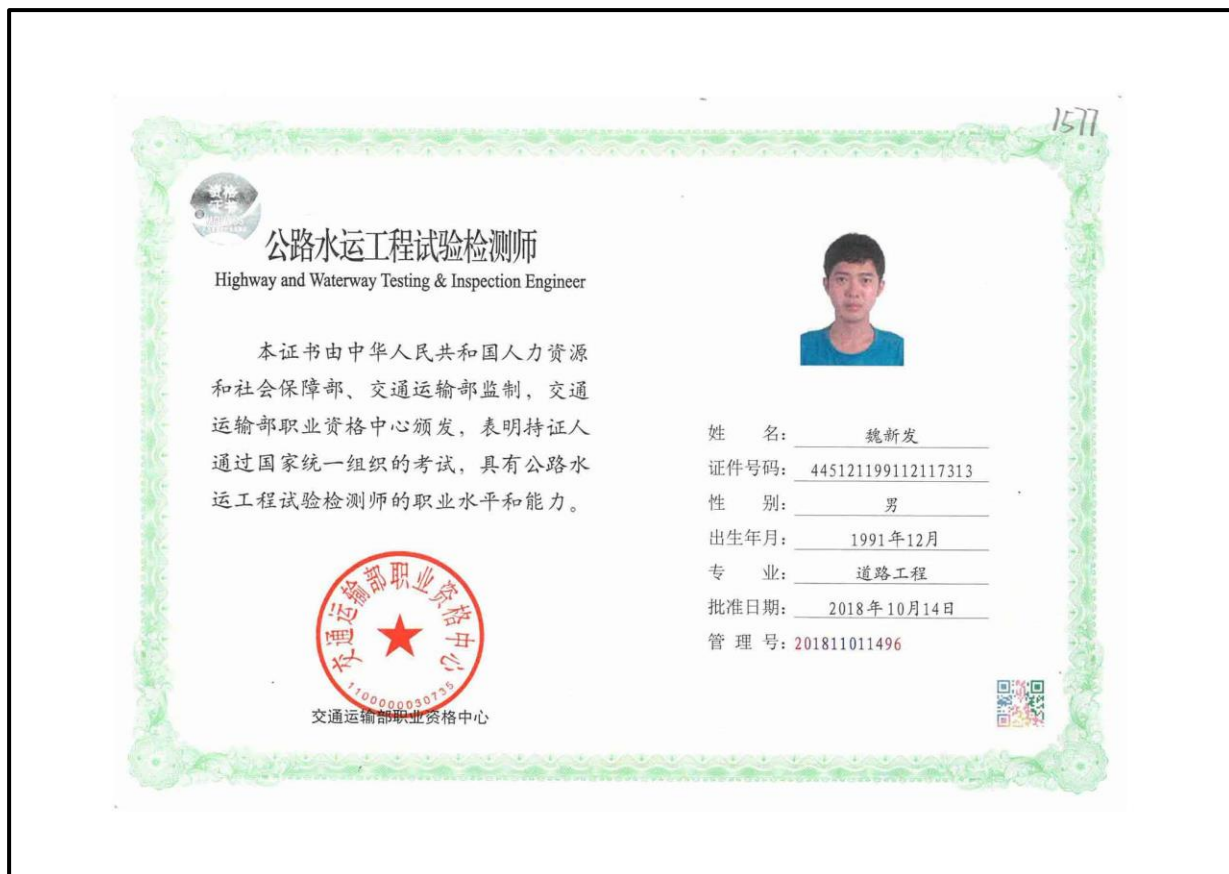 1577
资格
公路水运工程试验检测师
Highway and Waterway Testing & Inspection Engineer
本证书由中华人民共和国人力资源
和社会保障部、交通运输部监制，交通
运输部职业资格中心颁发，表明持证人
通过国家统一组织的考试，具有公路水
运工程试验检测师的职业水平和能力。
交通运输部职业资格中心
1100000030735
交通运输部职业资格中心
姓 名：魏新发
证件号码：445121199112117313
性 别：男
出生年月：1991年12月
专 业：道路工程
批准日期：2018年10月14日
管 理 号：201811011496